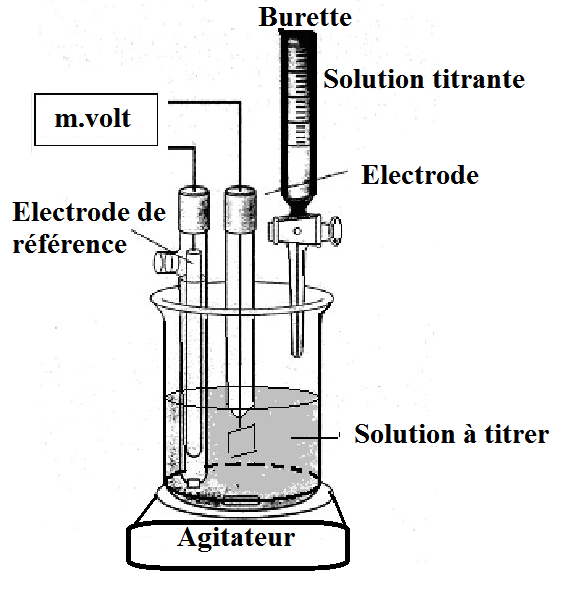 Burette
Solution titrante
m.volt
Electrode
Electrode de
référence
Solution à titrer
Agitateur